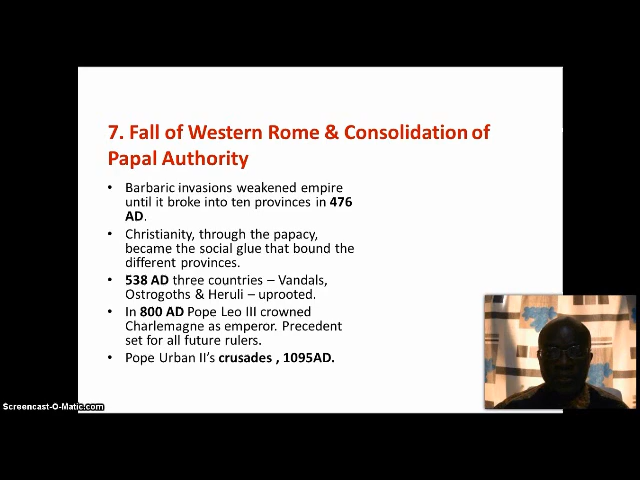 7. Fall of Western Rome & Consolidation of
Papal Authority
• Barbaric invasions weakened empire
until it broke into ten provinces in 476
AD.
• Christianity, through the papacy,
became the social glue that bound the
different provinces.
• 538 AD three countries – Vandals,
Ostrogoths & Heruli – uprooted.
• In 800 AD Pope Leo III crowned
Charlemagne as emperor. Precedent
set for all future rulers.
• Pope Urban II's crusades , 1095AD.
Screencast-O-Matic.com